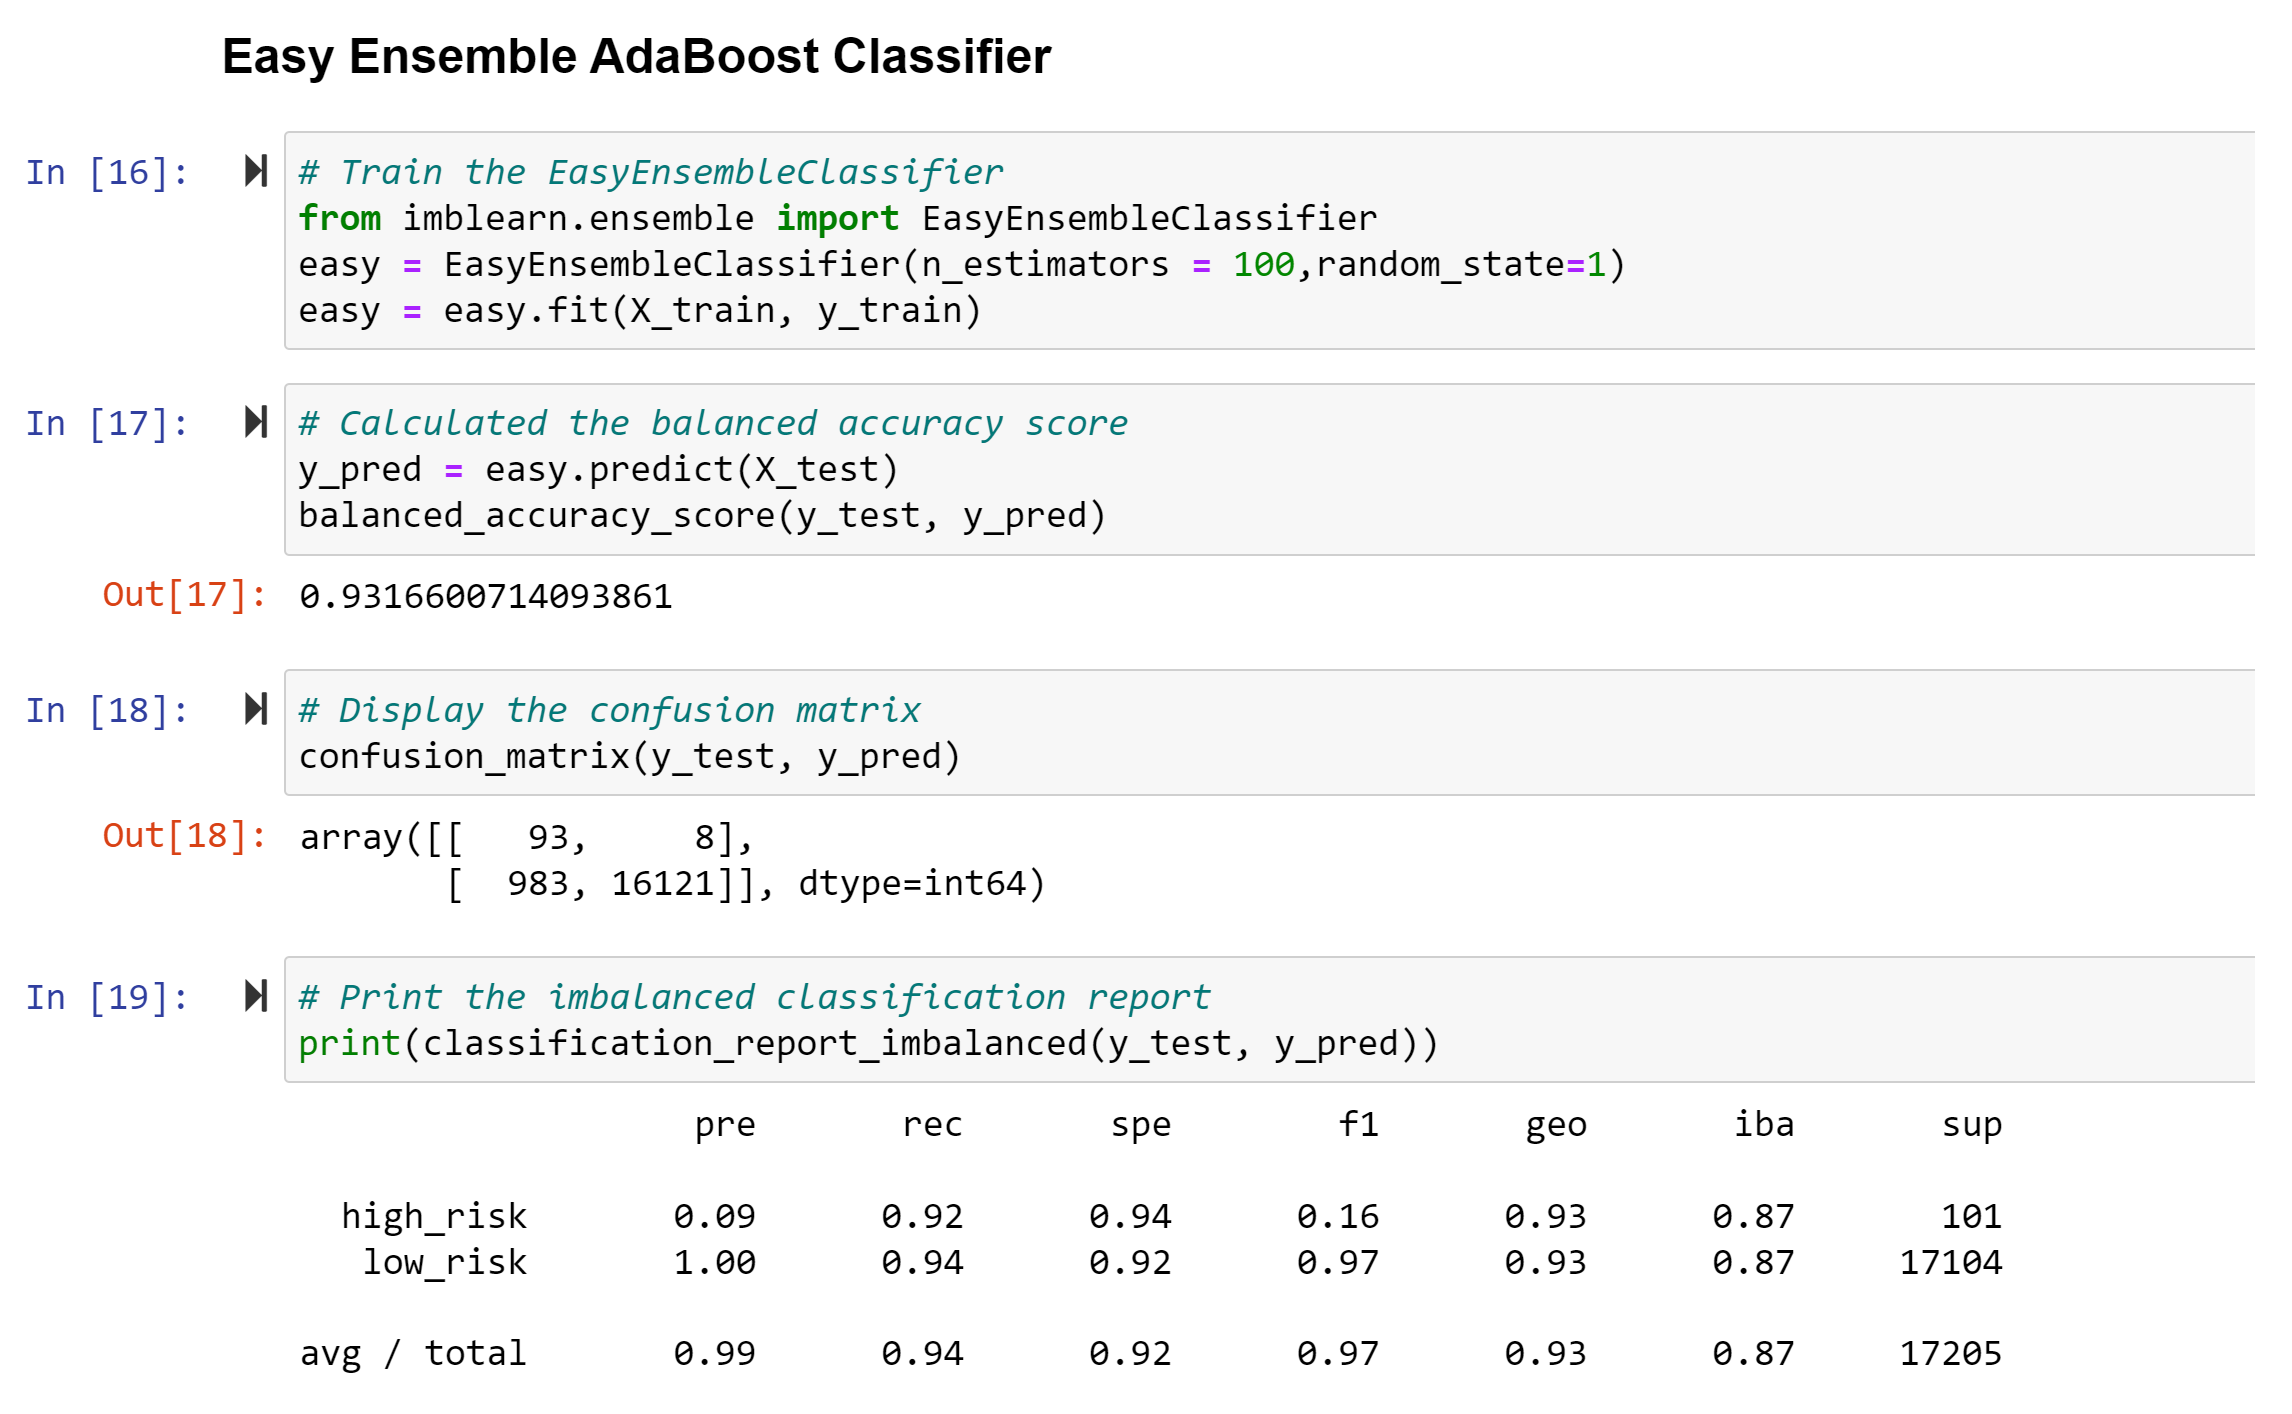 Easy Ensemble AdaBoost Classifier
In [16]:
# Train the EasyEnsembleClassifier
from imblearn.ensemble import EasyEnsembleClassifier
easy = EasyEnsembleClassifier(n_estimators = 100,random_state=1)
easy = easy.fit(X_train, y_train)
In [17]:
# Calculated the balanced accuracy score
y_pred = easy.predict(X_test)
balanced_accuracy_score(y_test, y_pred)
Out[17]: 0.9316600714093861
In [18]:
# Display the confusion matrix
confusion_matrix(y_test, y_pred)
Out[18]: array([[   93,     8],
       [  983, 16121]], dtype=int64)
In [19]:
# Print the imbalanced classification report
print(classification_report_imbalanced(y_test, y_pred))
pre rec spe f1 geo iba sup
high_risk 0.09 0.92 0.94 0.16 0.93 0.87 101
low_risk 1.00 0.94 0.92 0.97 0.93 0.87 17104
avg / total 0.99 0.94 0.92 0.97 0.93 0.87 17205